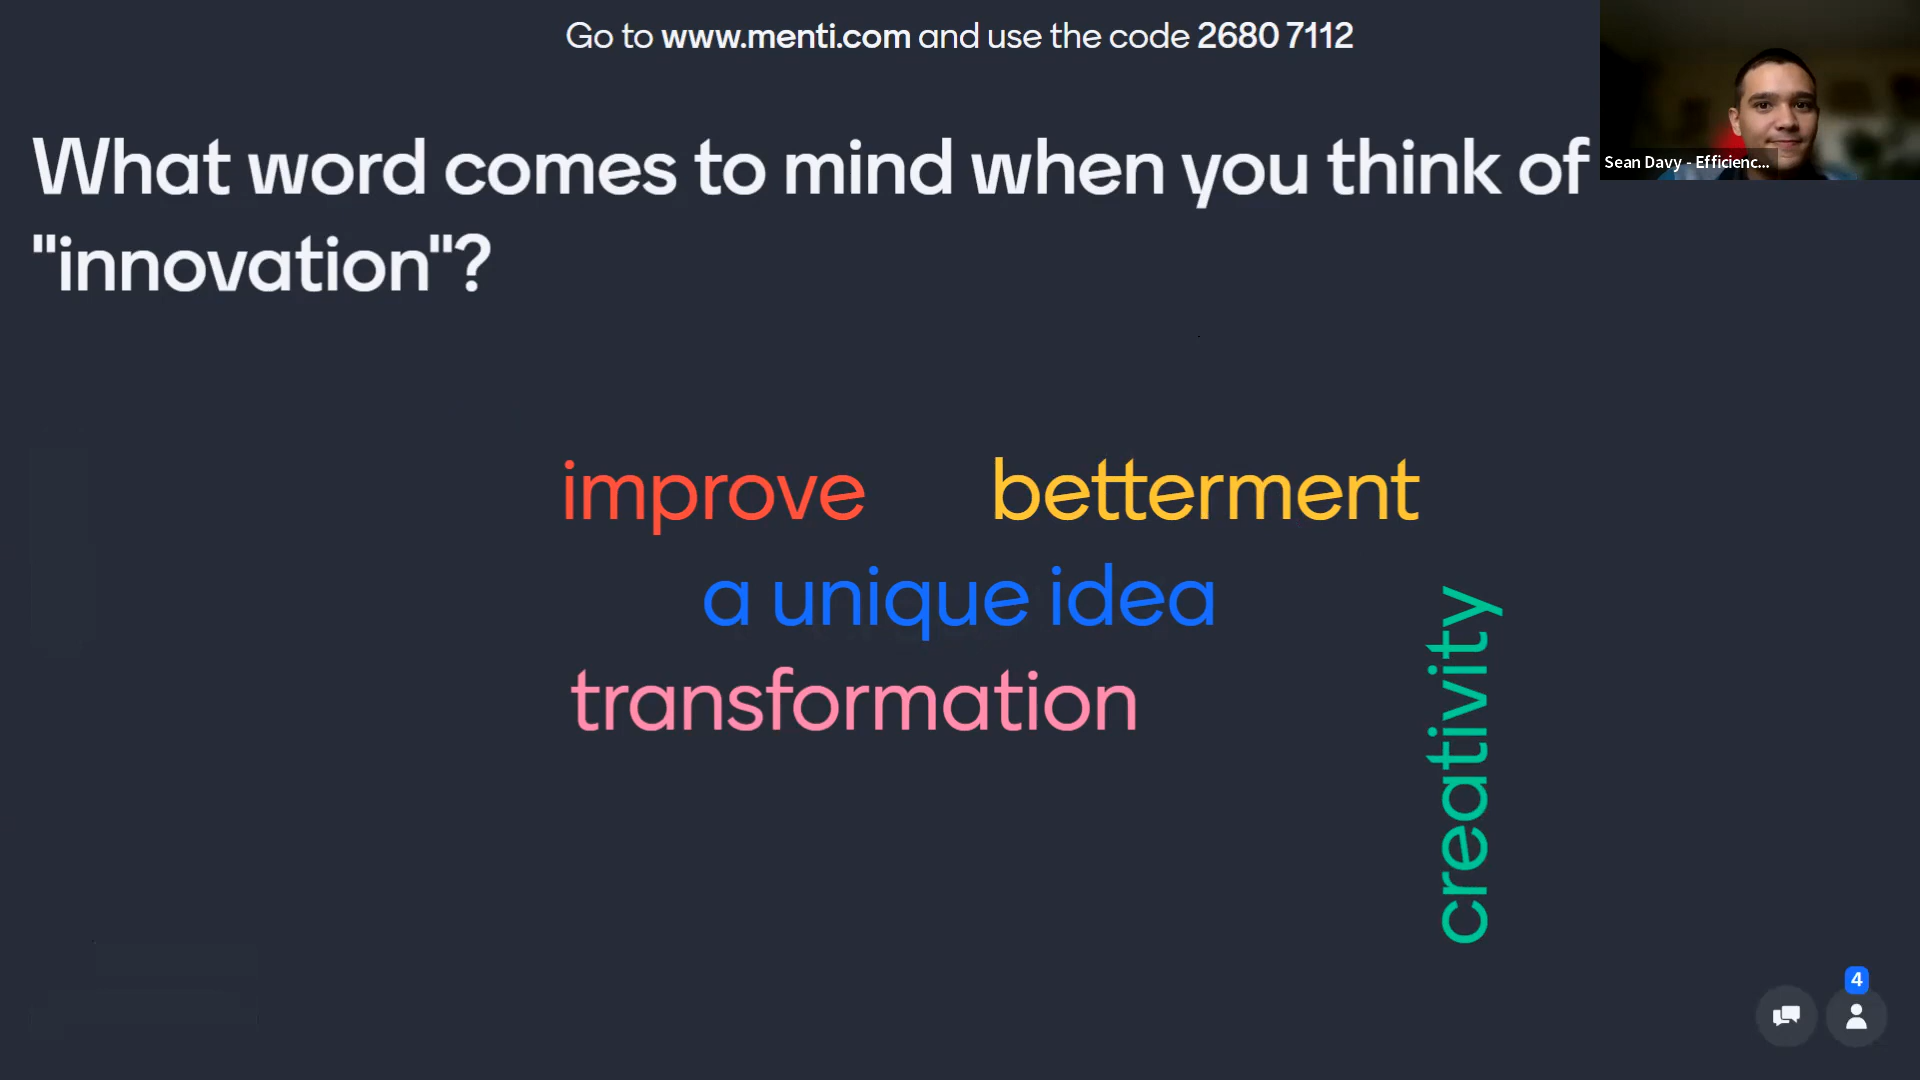 Go to www.menti.com and use the code 2680 7112
What word comes to mind when you think of
"innovation"?
Sean Davy - Efficienc...
improve
betterment
a unique idea
transformation
creativity
4